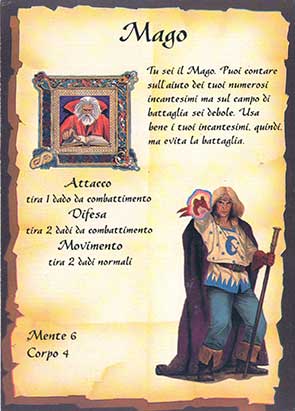 Mago
Tu sei il Mago. Puoi contare
sull'aiuto dei tuoi numerosi
incantesimi ma sul campo di
battaglia sei debole. Usa
bene i tuoi incantesimi, quindi,
ma evita la battaglia.
Attacco
tira 1 dado da combattimento
Difesa
tira 2 dadi da combattimento
Movimento
tira 2 dadi normali
Mente 6
Corpo 4